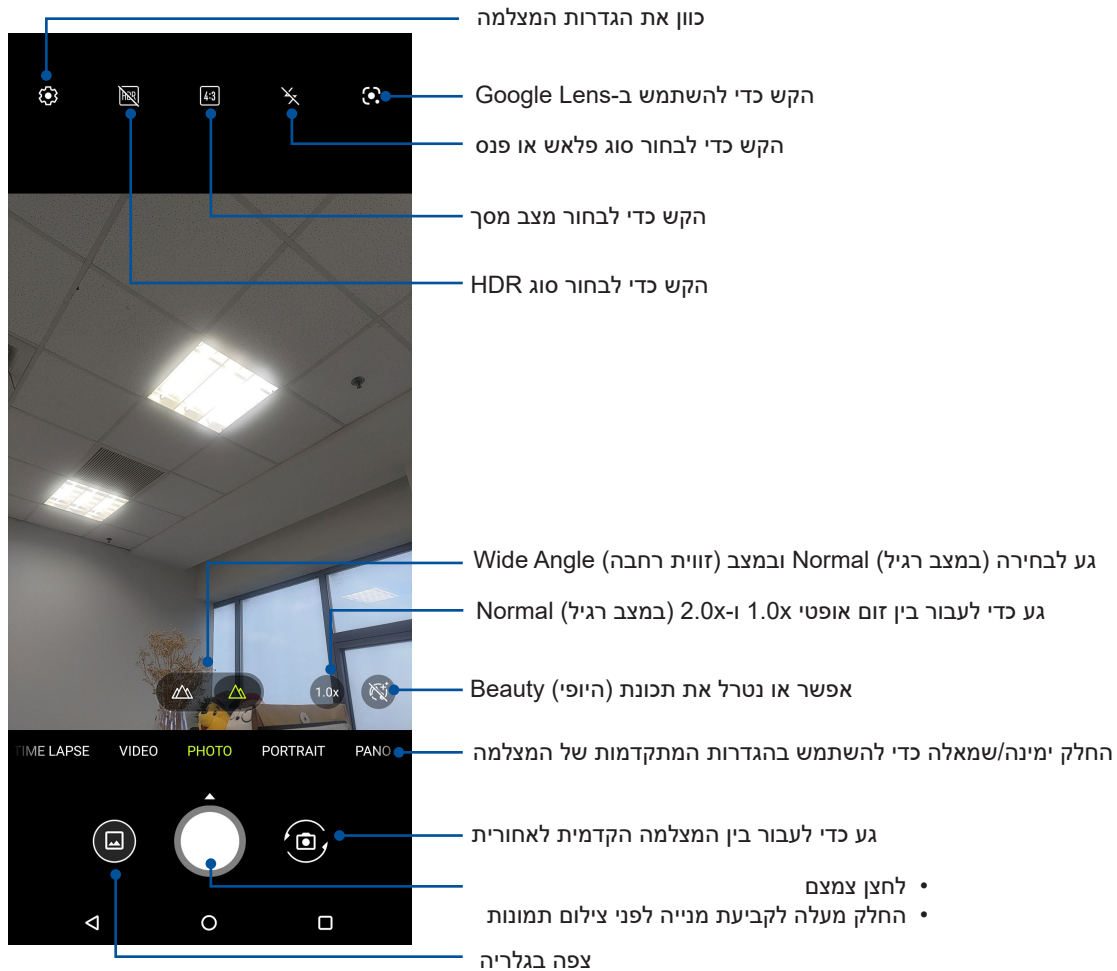 כוון את הגדרות המצלמה
HDR
4:3
הקש כדי להשתמש ב-Google Lens
הקש כדי לבחור סוג פלאש או פנס
הקש כדי לבחור מצב מסך
הקש כדי לבחור סוג HDR
גע לבחירה (במצב רגיל) Normal ובמצב (זווית רחבה) Wide Angle
גע כדי לעבור בין זום אופטי 1.0x ו-2.0x (במצב רגיל) Normal
1.0x
אפשר או נטרל את תכונת (היופי) Beauty
TIME LAPSE VIDEO PHOTO PORTRAIT PANO
החלק ימינה/שמאלה כדי להשתמש בהגדרות המתקדמות של המצלמה
גע כדי לעבור בין המצלמה הקדמית לאחורית
• לחצן צמצם
• החלק מעלה לקביעת מנייה לפני צילום תמונות
צפה בגלריה